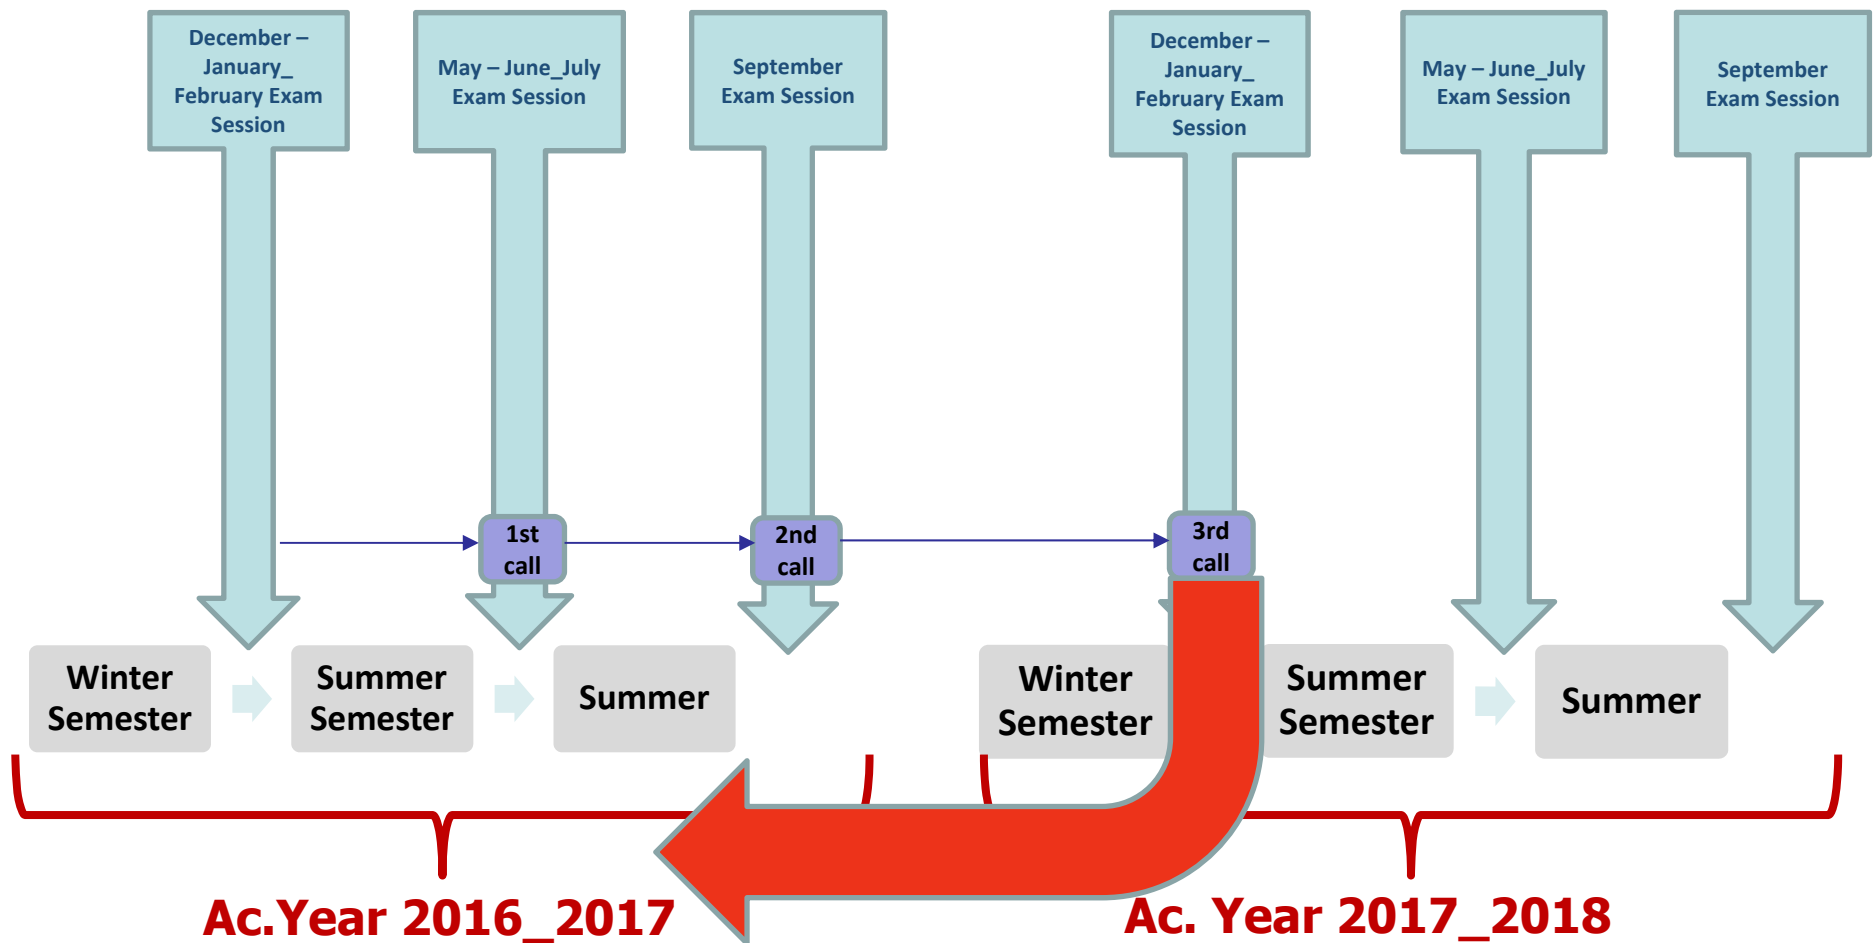 December –
January_
February Exam
Session
May – June_July
Exam Session
September
Exam Session
December –
January_
February Exam
Session
May – June_July
Exam Session
September
Exam Session
1st
call
2nd
call
3rd
call
Winter
Semester
Summer
Semester
Summer
Winter
Semester
Summer
Semester
Summer
Ac.Year 2016_2017
Ac. Year 2017_2018